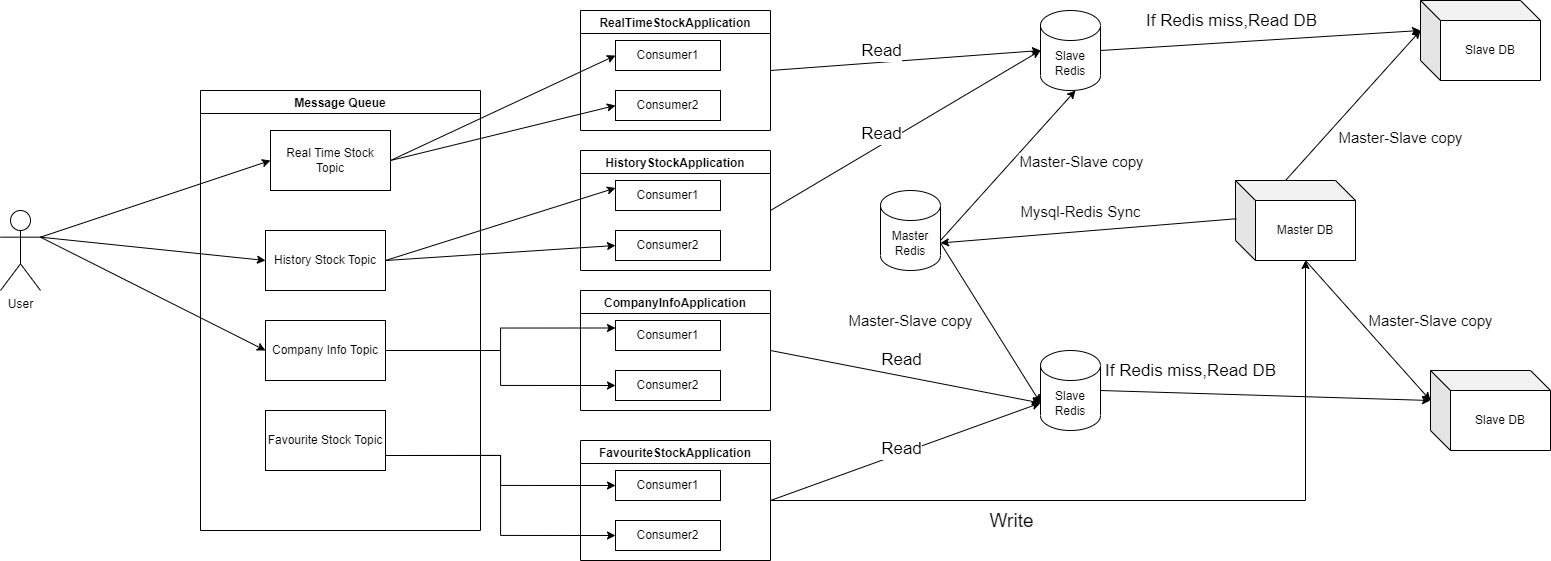 RealTimeStockApplication
Consumer1
Consumer2
Message Queue
Real Time Stock
Topic
History Stock Topic
Company Info Topic
Favourite Stock Topic
User
HistoryStockApplication
Consumer1
Consumer2
CompanyInfoApplication
Consumer1
Consumer2
FavouriteStockApplication
Consumer1
Consumer2
Read
Read
Read
Read
Write
Slave
Redis
If Redis miss,Read DB
Slave DB
Master-Slave copy
Master-Slave copy
Mysql-Redis Sync
Master
Redis
Master DB
Master-Slave copy
Master-Slave copy
Slave
Redis
If Redis miss,Read DB
Slave DB